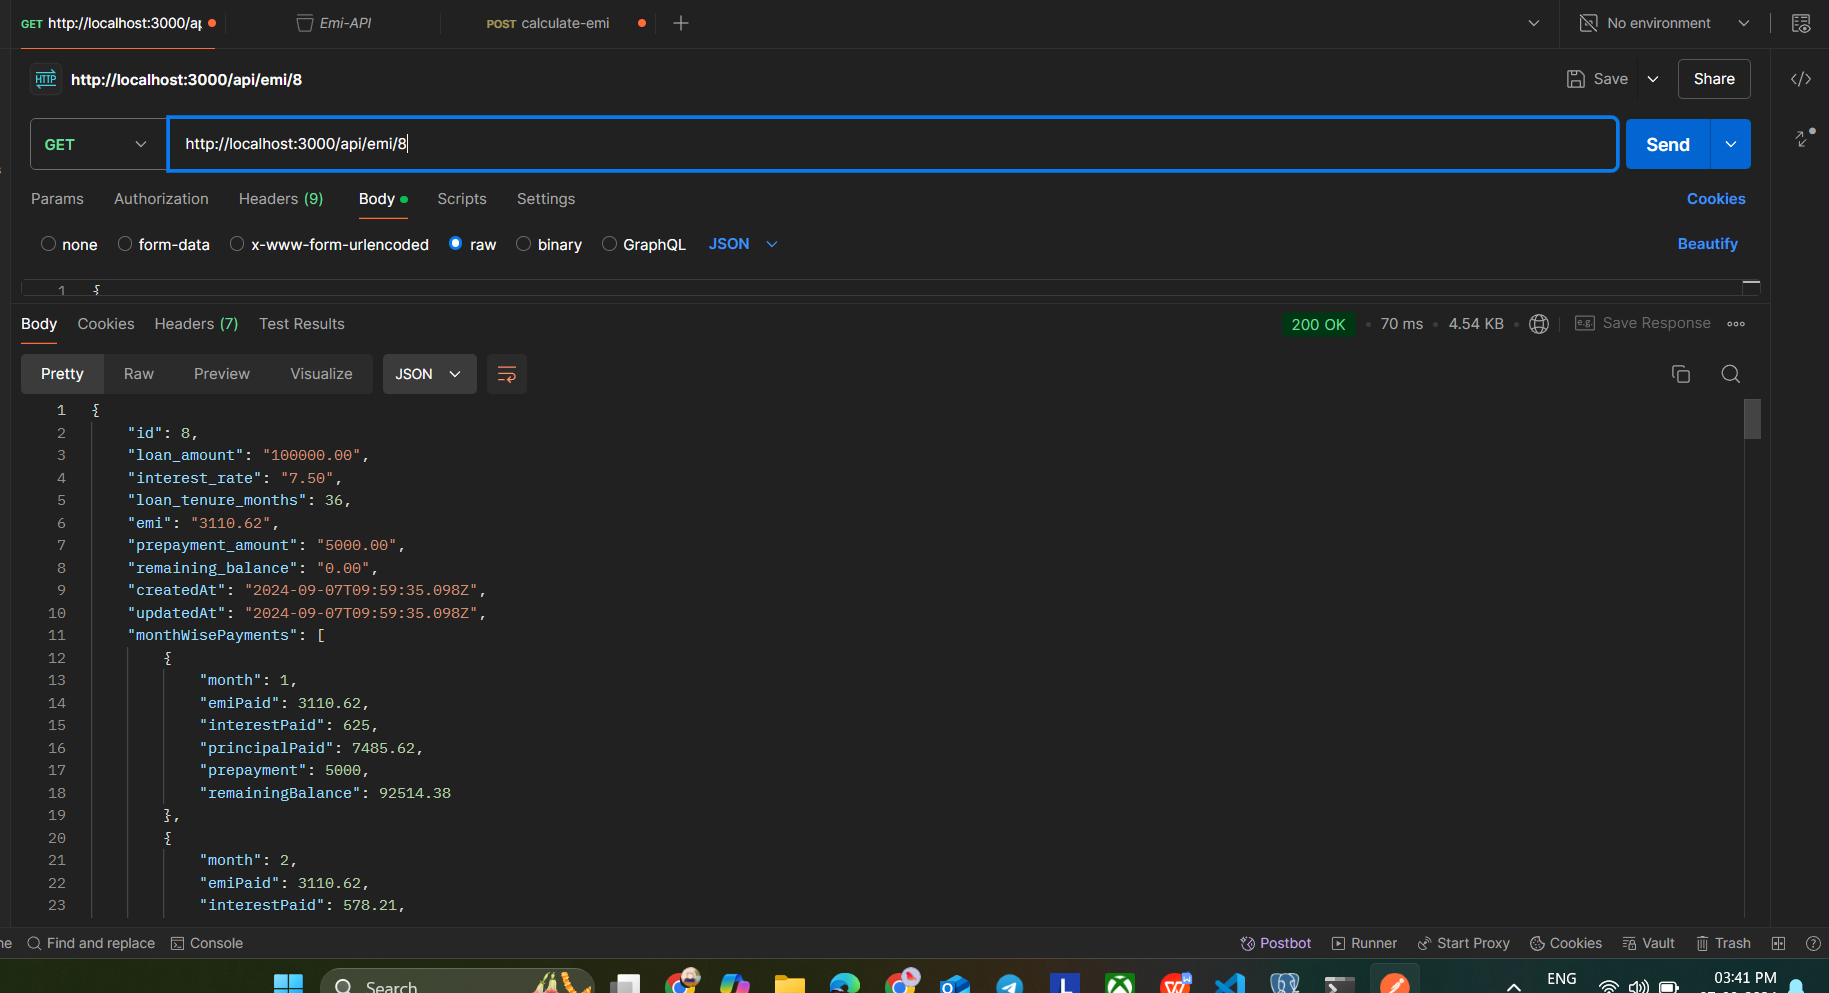 GET http://localhost:3000/ap
Emi-API
POST calculate-emi
No environment
HTTP http://localhost:3000/api/emi/8
Save
Share
GET
http://localhost:3000/api/emi/8
Send
Params Authorization Headers (9) Body Scripts Settings
Cookies
none form-data x-www-form-urlencoded raw binary GraphQL JSON
Beautify
1 {
Body Cookies Headers (7) Test Results
200 OK 70 ms 4.54 KB e.g. Save Response
Pretty Raw Preview Visualize JSON
1 {
2 "id": 8,
3 "loan_amount": "100000.00",
4 "interest_rate": "7.50",
5 "loan_tenure_months": 36,
6 "emi": "3110.62",
7 "prepayment_amount": "5000.00",
8 "remaining_balance": "0.00",
9 "createdAt": "2024-09-07T09:59:35.098Z",
10 "updatedAt": "2024-09-07T09:59:35.098Z",
11 "monthWisePayments": [
12 {
13 "month": 1,
14 "emiPaid": 3110.62,
15 "interestPaid": 625,
16 "principalPaid": 7485.62,
17 "prepayment": 5000,
18 "remainingBalance": 92514.38
19 },
20 {
21 "month": 2,
22 "emiPaid": 3110.62,
23 "interestPaid": 578.21,
ne Find and replace Console
Postbot Runner Start Proxy Cookies Vault Trash
Search
ENG
03:41 PM